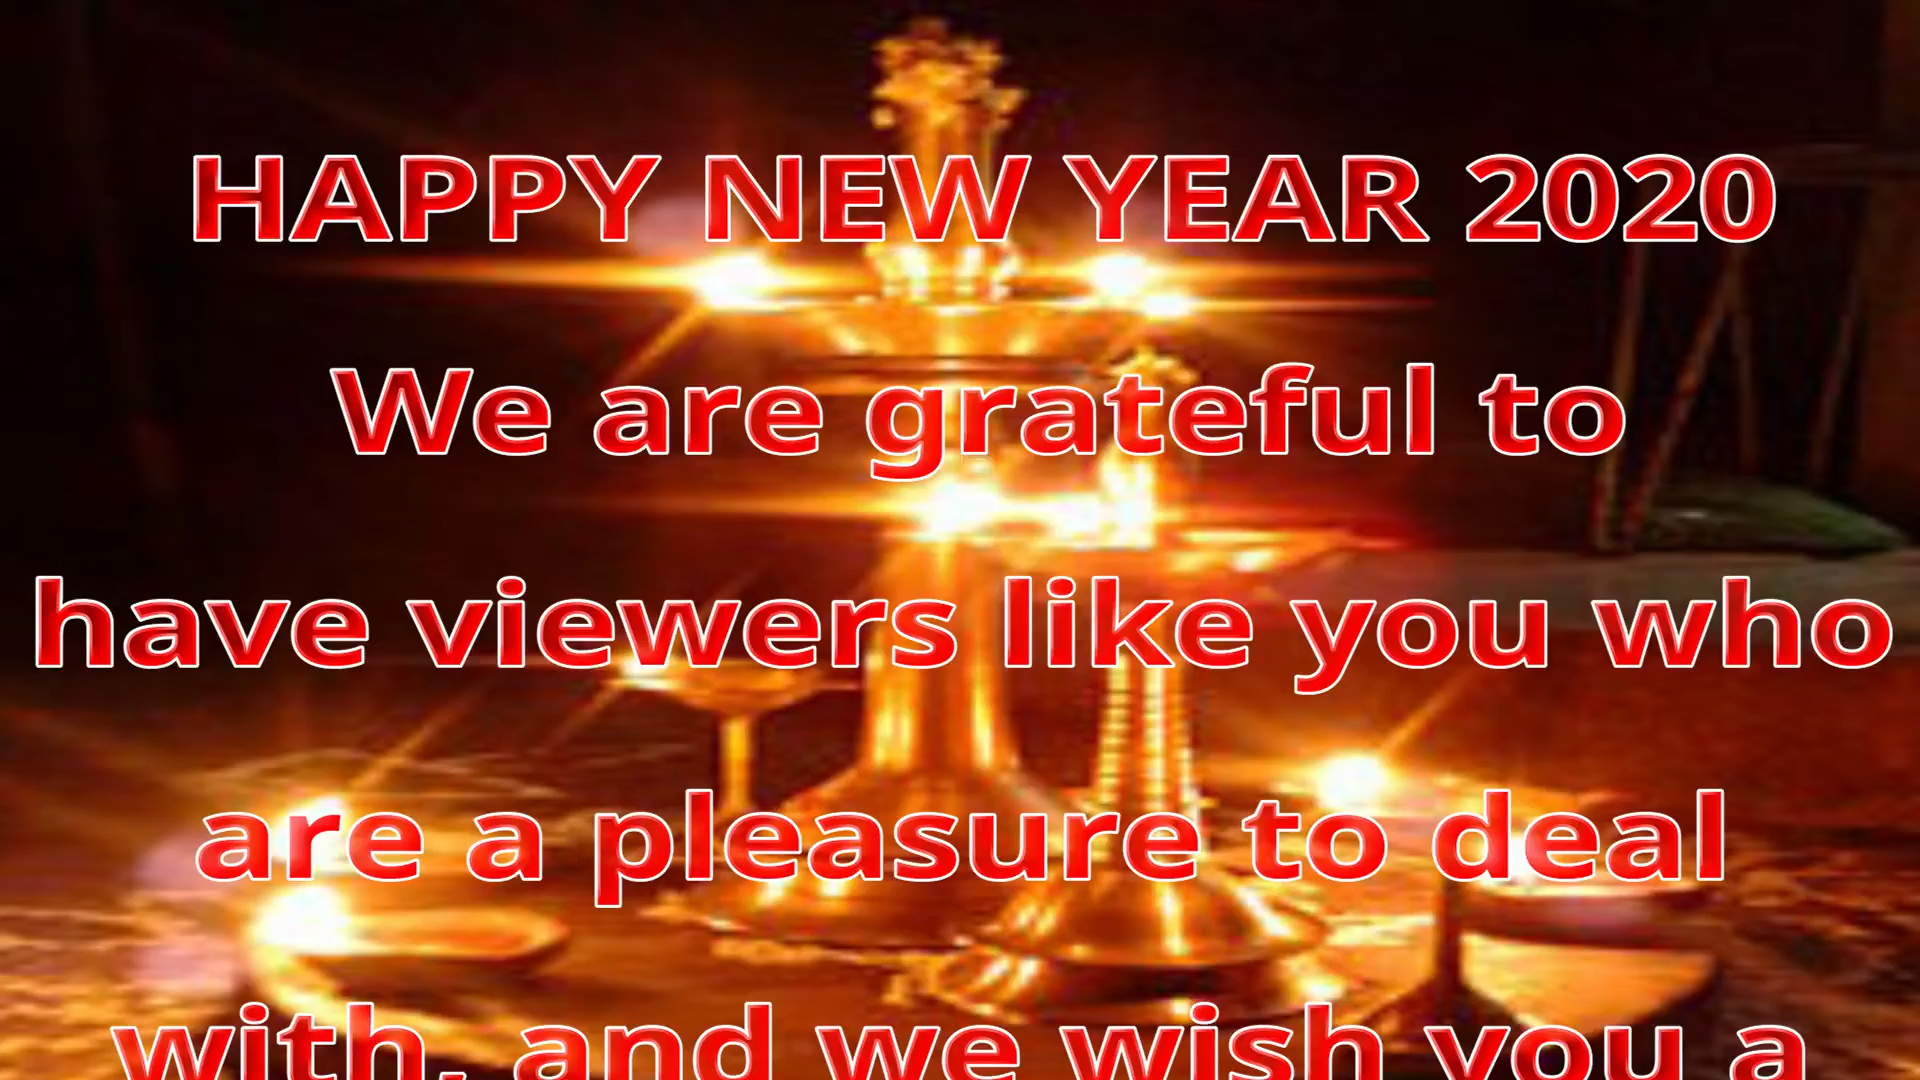 HAPPY NEW YEAR 2020
We are grateful to
have viewers like you who
are a pleasure to deal
with, and we wish you a